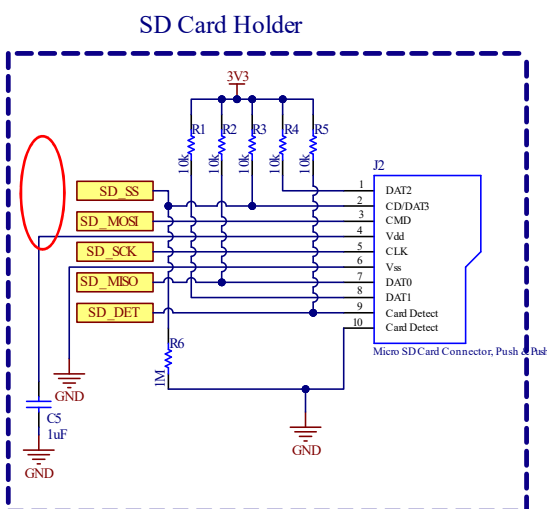 SD Card Holder
3V3
R1 R2 R3 R4 R5
10k 10k 10k 10k 10k
J2
SD_SS
SD_MOSI
SD_SCK
SD_MISO
SD_DET
1 DAT2
2 CD/DAT3
3 CMD
4 Vdd
5 CLK
6 Vss
7 DAT0
8 DAT1
9 Card Detect
10 Card Detect
Micro SD Card Connector, Push & Push
R6
1M
GND
C5
1uF
GND
GND